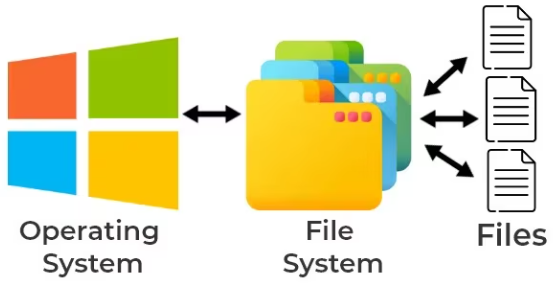 Operating
System
File
System
Files